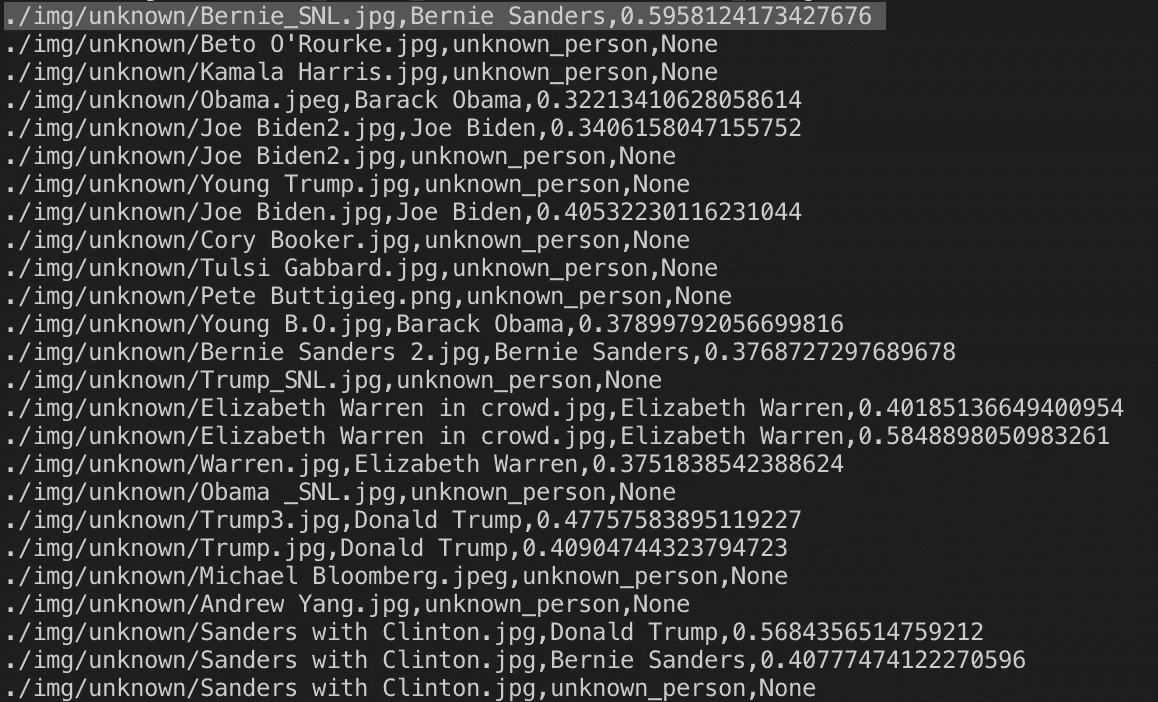 ./img/unknown/Bernie_SNL.jpg,Bernie Sanders,0.5958124173427676
./img/unknown/Beto O'Rourke.jpg,unknown_person,None
./img/unknown/Kamala Harris.jpg,unknown_person,None
./img/unknown/Obama.jpeg,Barack Obama,0.32213410628058614
./img/unknown/Joe Biden2.jpg,Joe Biden,0.3406158047155752
./img/unknown/Joe Biden2.jpg,unknown_person,None
./img/unknown/Young Trump.jpg,unknown_person,None
./img/unknown/Joe Biden.jpg,Joe Biden,0.40532230116231044
./img/unknown/Cory Booker.jpg,unknown_person,None
./img/unknown/Tulsi Gabbard.jpg,unknown_person,None
./img/unknown/Pete Buttigieg.png,unknown_person,None
./img/unknown/Young B.O.jpg,Barack Obama,0.37899792056699816
./img/unknown/Bernie Sanders 2.jpg,Bernie Sanders,0.3768727297689678
./img/unknown/Trump_SNL.jpg,unknown_person,None
./img/unknown/Elizabeth Warren in crowd.jpg,Elizabeth Warren,0.40185136649400954
./img/unknown/Elizabeth Warren in crowd.jpg,Elizabeth Warren,0.5848898050983261
./img/unknown/Warren.jpg,Elizabeth Warren,0.3751838542388624
./img/unknown/Obama _SNL.jpg,unknown_person,None
./img/unknown/Trump3.jpg,Donald Trump,0.47757583895119227
./img/unknown/Trump.jpg,Donald Trump,0.40904744323794723
./img/unknown/Michael Bloomberg.jpeg,unknown_person,None
./img/unknown/Andrew Yang.jpg,unknown_person,None
./img/unknown/Sanders with Clinton.jpg,Donald Trump,0.5684356514759212
./img/unknown/Sanders with Clinton.jpg,Bernie Sanders,0.40777474122270596
./img/unknown/Sanders with Clinton.jpg,unknown_person,None